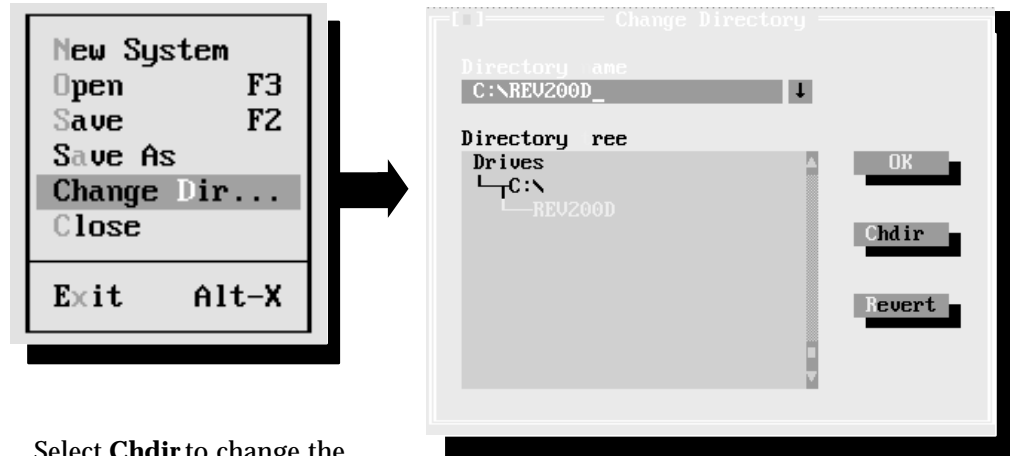 New System
Open F3
Save F2
Save As
Change Dir...
Close
Exit Alt-X
[■] Change Directory
Directory ame
C:\REV200D_
Directory ree
Drives
C:\
REV200D
OK
Chdir
Revert
Select Chdir to change the